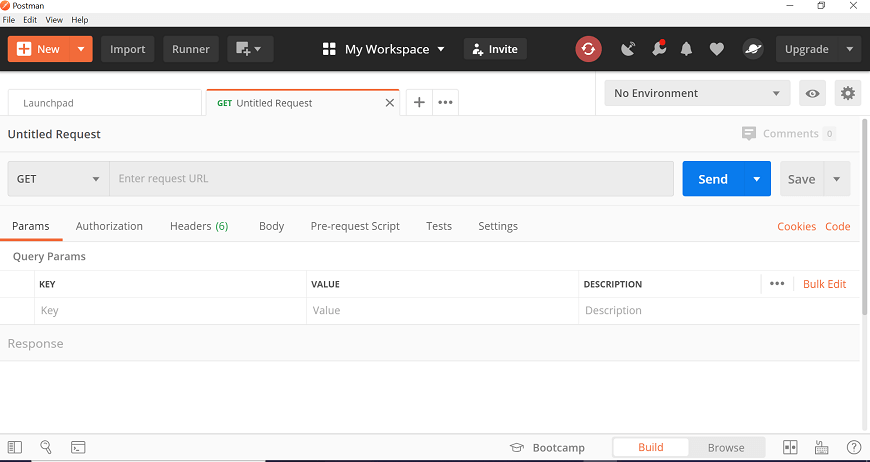 Postman
File Edit View Help
New Import Runner My Workspace Invite Upgrade
Launchpad GET Untitled Request No Environment
Untitled Request Comments 0
GET Enter request URL Send Save
Params Authorization Headers (6) Body Pre-request Script Tests Settings Cookies Code
Query Params
KEY VALUE DESCRIPTION Bulk Edit
Key Value Description
Response
Bootcamp Build Browse